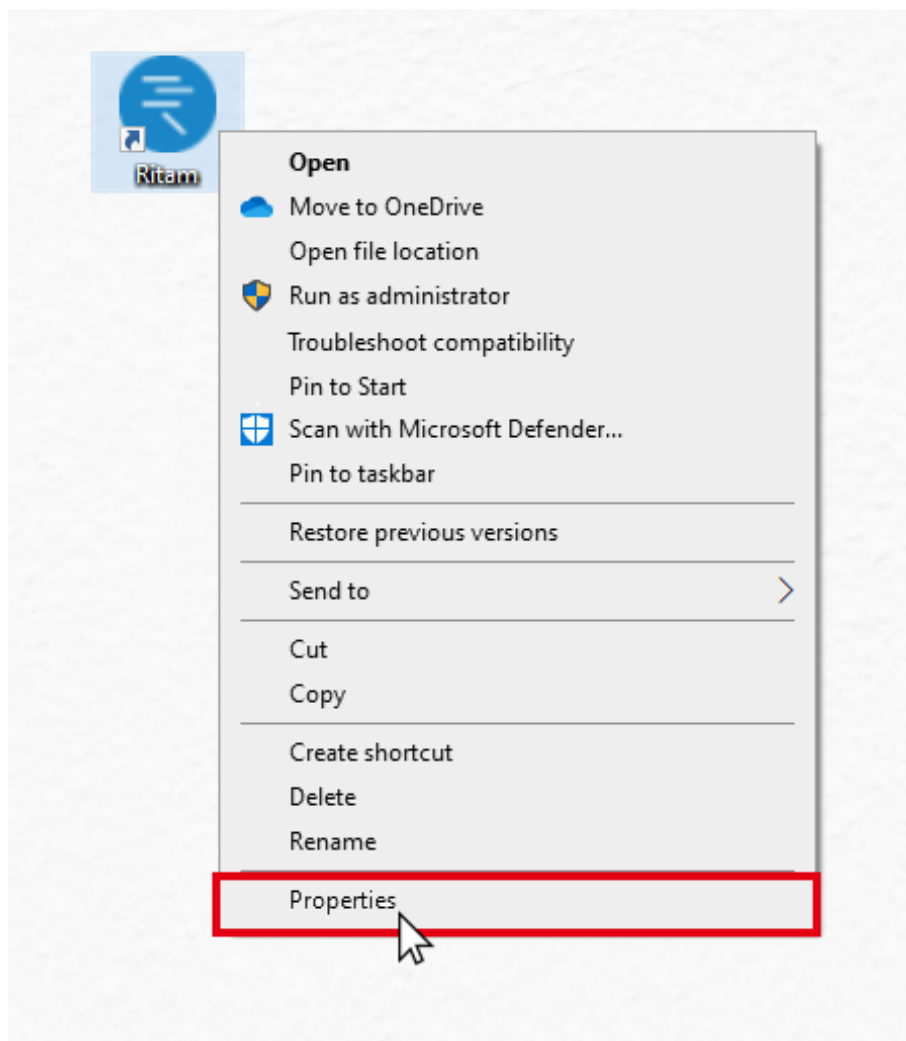 Ritam
Open
Move to OneDrive
Open file location
Run as administrator
Troubleshoot compatibility
Pin to Start
Scan with Microsoft Defender...
Pin to taskbar
Restore previous versions
Send to
Cut
Copy
Create shortcut
Delete
Rename
Properties